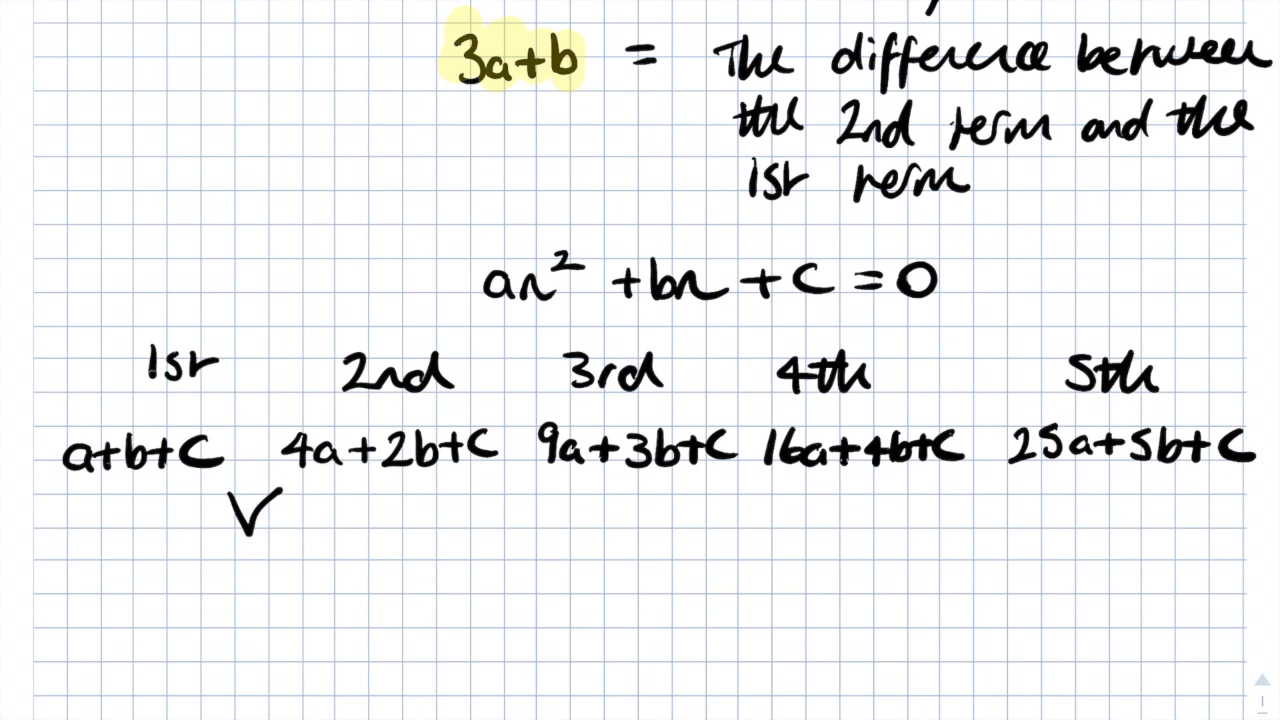 3a+b = The difference between
the 2nd term and the
1st term
an² +bn + c = 0
1st 2nd 3rd 4th 5th
a+b+c 4a+2b+c 9a+3b+c 16a+4b+c 25a+5b+c